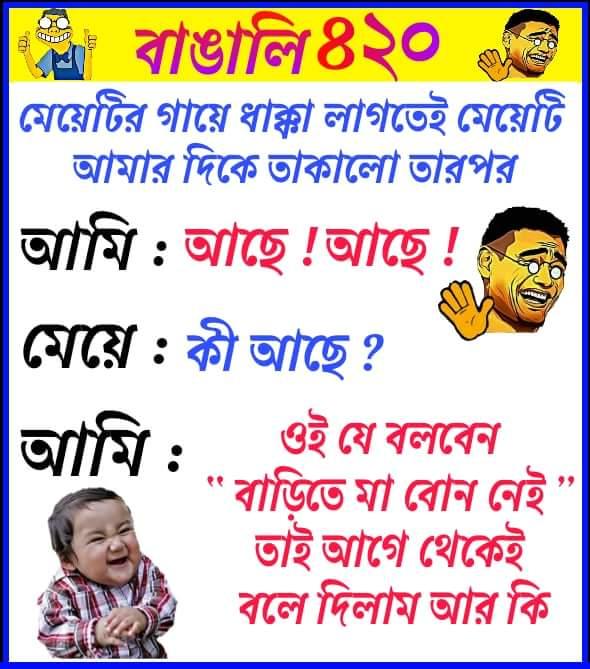 বাঙালি ৪২০
মেয়েটির গায়ে ধাক্কা লাগতেই মেয়েটি
আমার দিকে তাকালো তারপর
আমি : আছে ! আছে !
মেয়ে : কী আছে ?
আমি : ওই যে বলবেন
“ বাড়িতে মা বোন নেই ”
তাই আগে থেকেই
বলে দিলাম আর কি